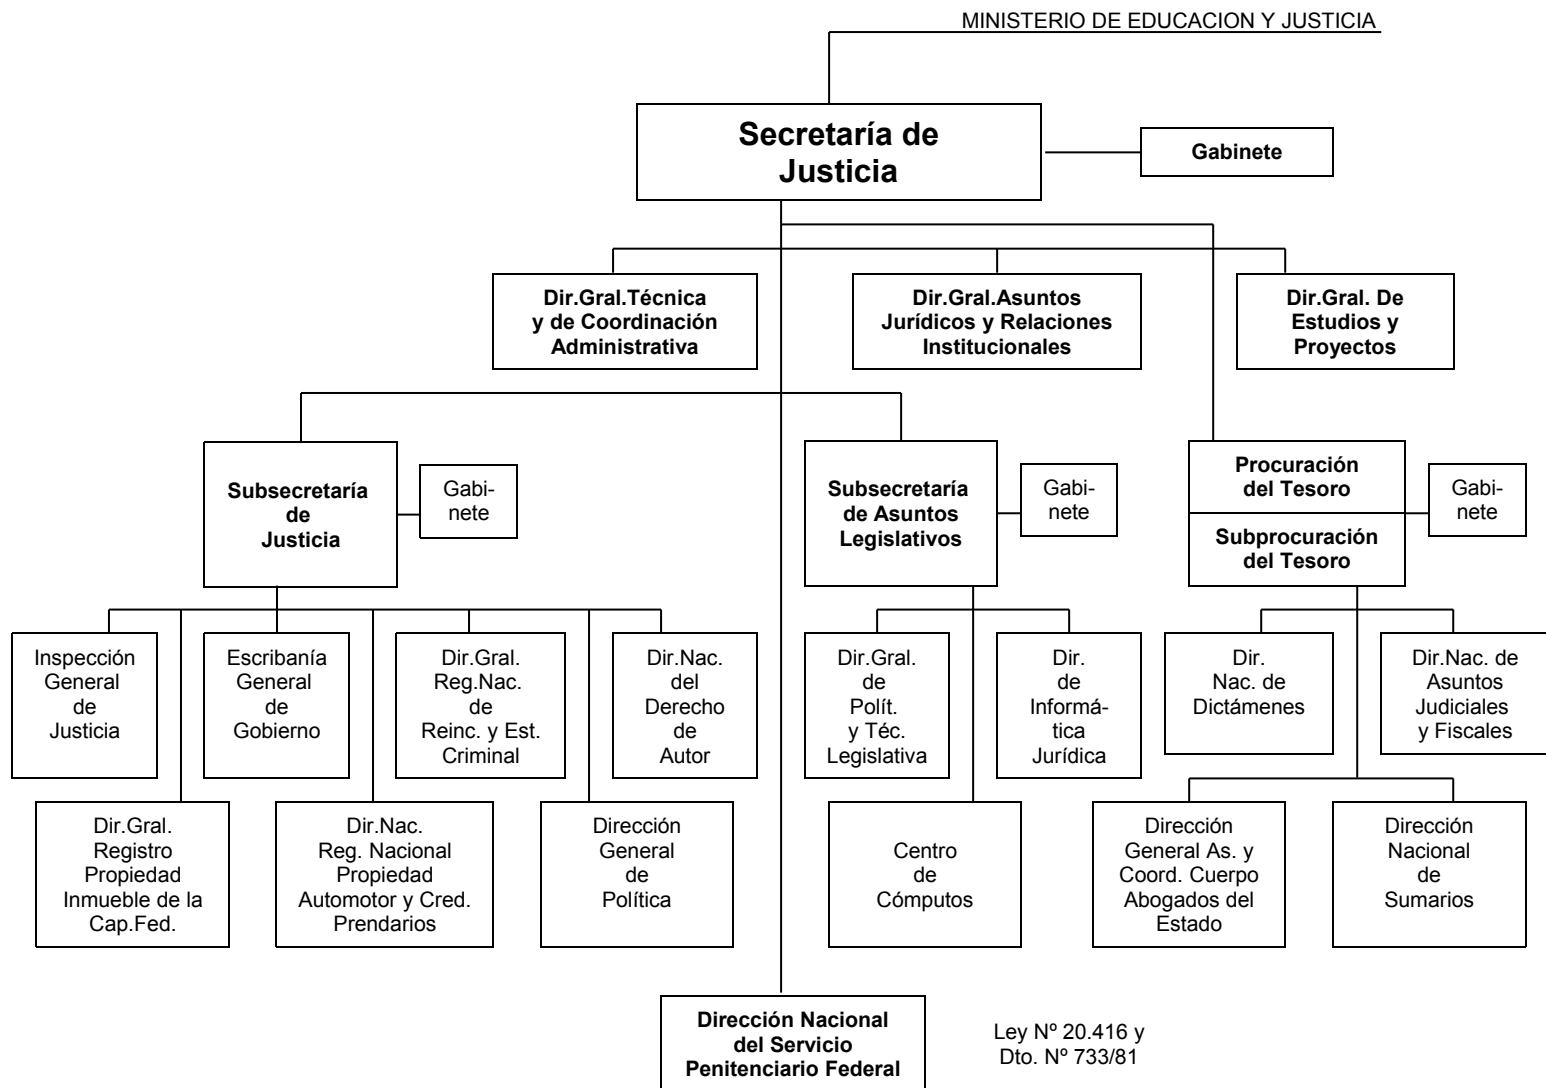 MINISTERIO DE EDUCACION Y JUSTICIA
Secretaría de
Justicia
Gabinete
Dir.Gral.Técnica
y de Coordinación
Administrativa
Dir.Gral.Asuntos
Jurídicos y Relaciones
Institucionales
Dir.Gral. De
Estudios y
Proyectos
Subsecretaría
de
Justicia
Gabi-
nete
Subsecretaría
de Asuntos
Legislativos
Gabi-
nete
Procuración
del Tesoro
Subprocuración
del Tesoro
Gabi-
nete
Inspección
General
de
Justicia
Escribanía
General
de
Gobierno
Dir.Gral.
Reg.Nac.
de
Reinc. y Est.
Criminal
Dir.Nac.
del
Derecho
de
Autor
Dir.Gral.
de
Polít.
y Téc.
Legislativa
Dir.
de
Informá-
tica
Jurídica
Dir.
Nac. de
Dictámenes
Dir.Nac. de
Asuntos
Judiciales
y Fiscales
Dir.Gral.
Registro
Propiedad
Inmueble de la
Cap.Fed.
Dir.Nac.
Reg. Nacional
Propiedad
Automotor y Cred.
Prendarios
Dirección
General
de
Política
Centro
de
Cómputos
Dirección
General As. y
Coord. Cuerpo
Abogados del
Estado
Dirección
Nacional
de
Sumarios
Dirección Nacional
del Servicio
Penitenciario Federal
Ley Nº 20.416 y
Dto. Nº 733/81